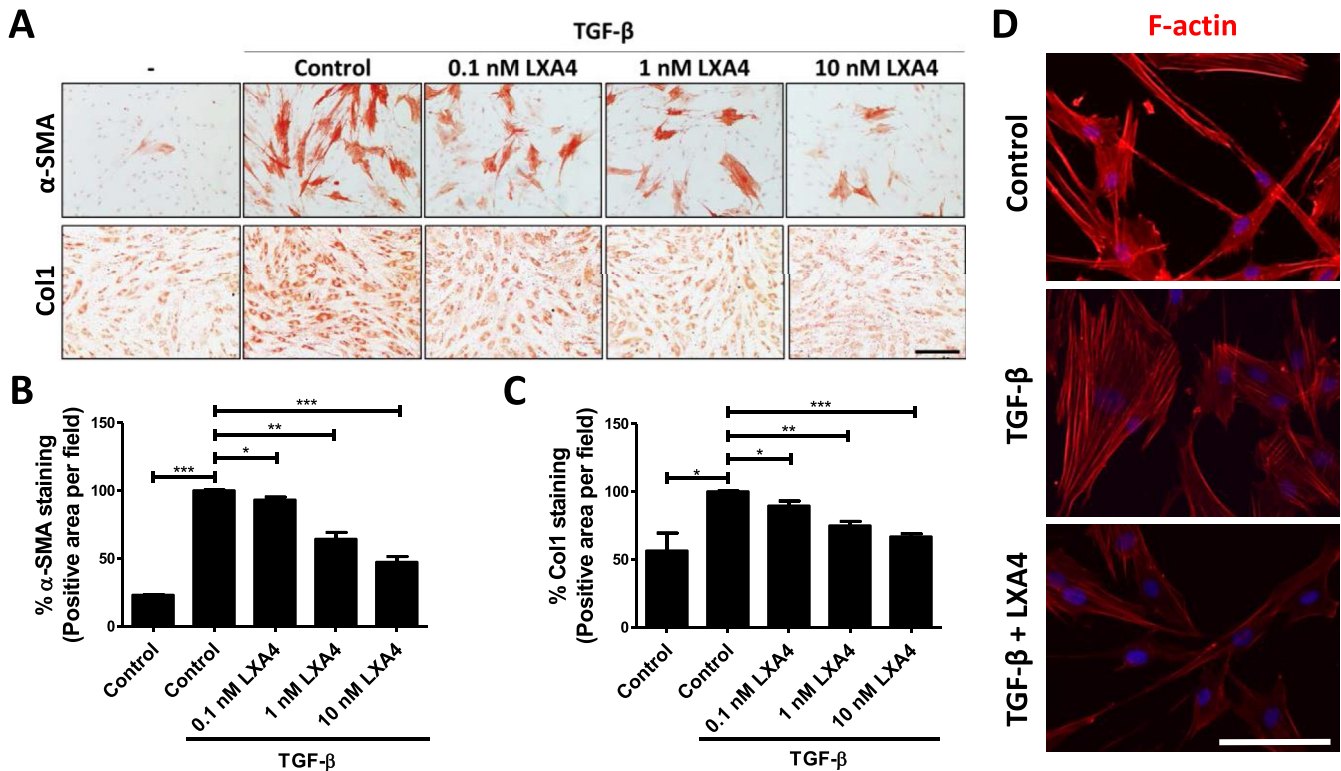 A
TGF-β
- Control 0.1 nM LXA4 1 nM LXA4 10 nM LXA4
α-SMA
Col1
B
% α-SMA staining
(Positive area per field)
150
100
50
0
***
**
*
***
Control
Control
0.1 nM LXA4
1 nM LXA4
10 nM LXA4
TGF-β
C
% Col1 staining
(Positive area per field)
150
100
50
0
***
**
*
*
Control
Control
0.1 nM LXA4
1 nM LXA4
10 nM LXA4
TGF-β
D
F-actin
Control
TGF-β
TGF-β + LXA4